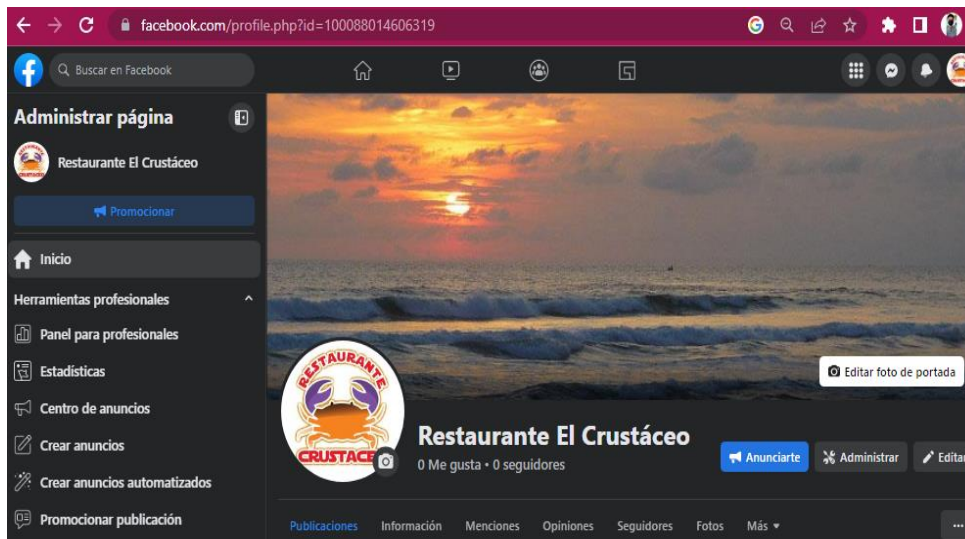 facebook.com/profile.php?id=100088014606319
Buscar en Facebook
Administrar página
Restaurante El Crustáceo
Promocionar
Inicio
Herramientas profesionales
Panel para profesionales
Estadísticas
Centro de anuncios
Crear anuncios
Crear anuncios automatizados
Promocionar publicación
Editar foto de portada
RESTAURANTE
CRUSTACE
Restaurante El Crustáceo
0 Me gusta • 0 seguidores
Anunciarte
Administrar
Editar
Publicaciones Información Menciones Opiniones Seguidores Fotos Más